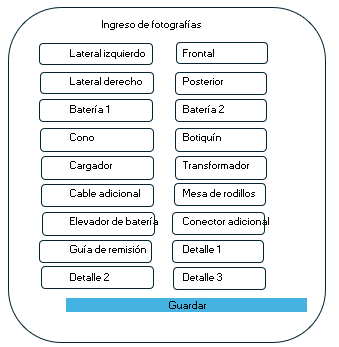 Ingreso de fotografías
Lateral izquierdo
Frontal
Lateral derecho
Posterior
Batería 1
Batería 2
Cono
Botiquín
Cargador
Transformador
Cable adicional
Mesa de rodillos
Elevador de batería
Conector adicional
Guía de remisión
Detalle 1
Detalle 2
Detalle 3
Guardar